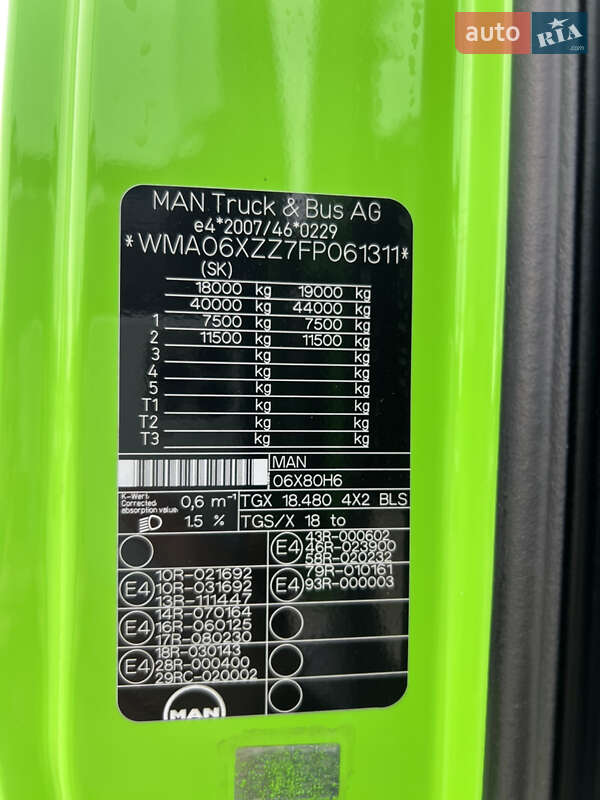 auto RIA .com
MAN Truck & Bus AG
e4*2007/46*0229
*WMA06XZZ7FP061311*
(SK)
18000 kg 19000 kg
40000 kg 44000 kg
1 7500 kg 7500 kg
2 11500 kg 11500 kg
3 kg kg
4 kg kg
5 kg kg
T1 kg kg
T2 kg kg
T3 kg kg
MAN
06X80H6
K-Wert:
Corrected
absorption value:
0,6 m⁻¹
TGX 18.480 4X2 BLS
1.5 %
TGS/X 18 to
E4
43R-000602
46R-023900
58R-020232
E4
10R-021692
10R-031692
13R-111447
E4
79R-010161
93R-000003
E4
14R-070164
16R-060125
17R-080230
E4
18R-030143
28R-000400
29RC-020002
MAN